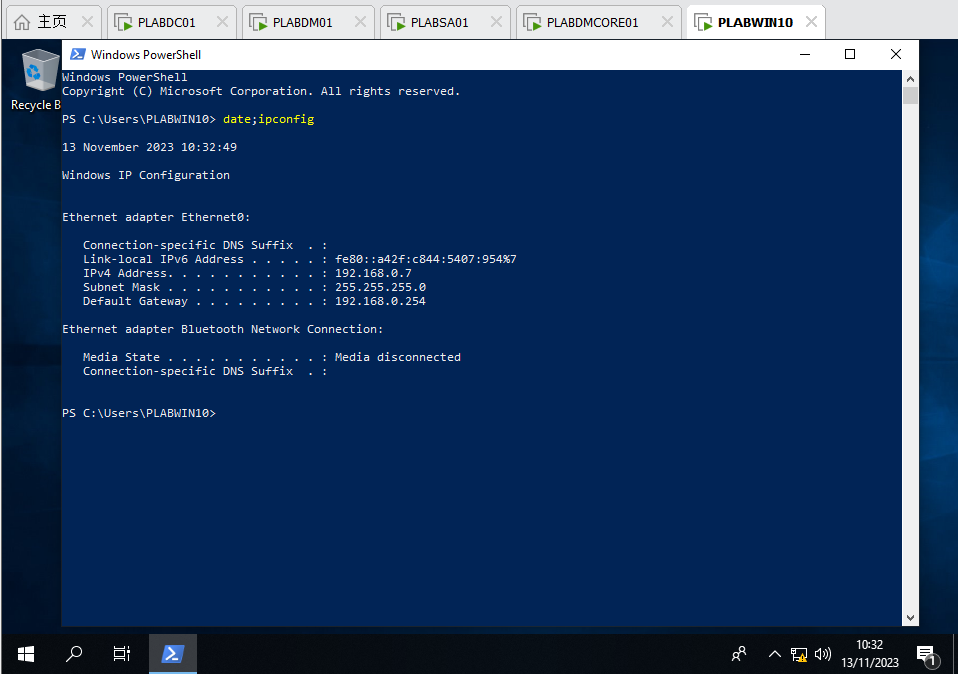 主页
PLABDC01
PLABDM01
PLABSA01
PLABDMCORE01
PLABWIN10
Recycle B
Windows PowerShell
Windows PowerShell
Copyright (C) Microsoft Corporation. All rights reserved.
PS C:\Users\PLABWIN10> date;ipconfig
13 November 2023 10:32:49
Windows IP Configuration
Ethernet adapter Ethernet0:
Connection-specific DNS Suffix  . :
Link-local IPv6 Address . . . . . : fe80::a42f:c844:5407:954%7
IPv4 Address. . . . . . . . . . . : 192.168.0.7
Subnet Mask . . . . . . . . . . . : 255.255.255.0
Default Gateway . . . . . . . . . : 192.168.0.254
Ethernet adapter Bluetooth Network Connection:
Media State . . . . . . . . . . . : Media disconnected
Connection-specific DNS Suffix  . :
PS C:\Users\PLABWIN10>
10:32
13/11/2023
1